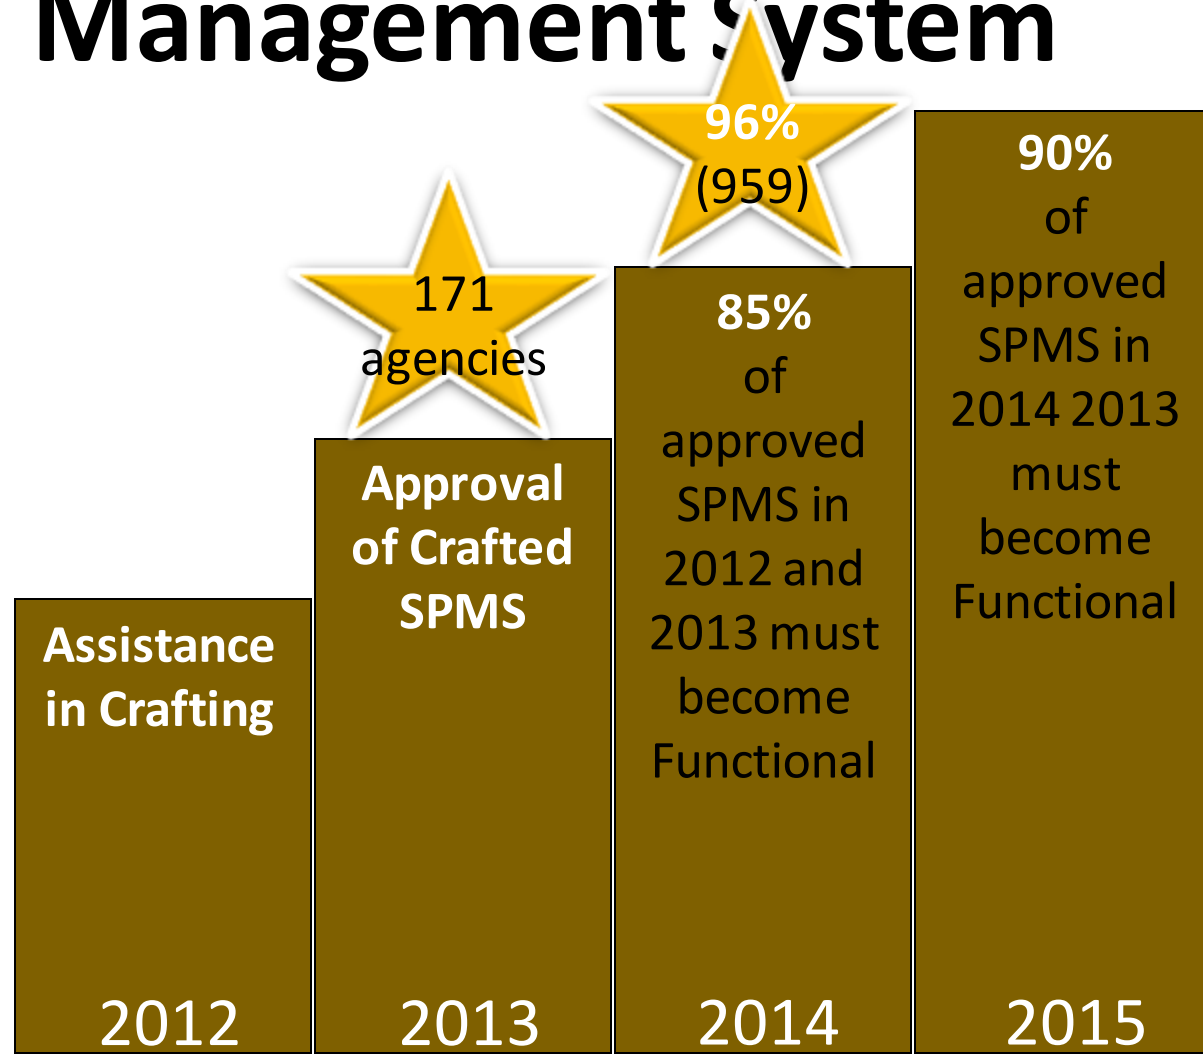 Management System
96%
(959)
171
agencies
Assistance
in Crafting
2012
Approval
of Crafted
SPMS
2013
85%
of
approved
SPMS in
2012 and
2013 must
become
Functional
2014
90%
of
approved
SPMS in
2014 2013
must
become
Functional
2015